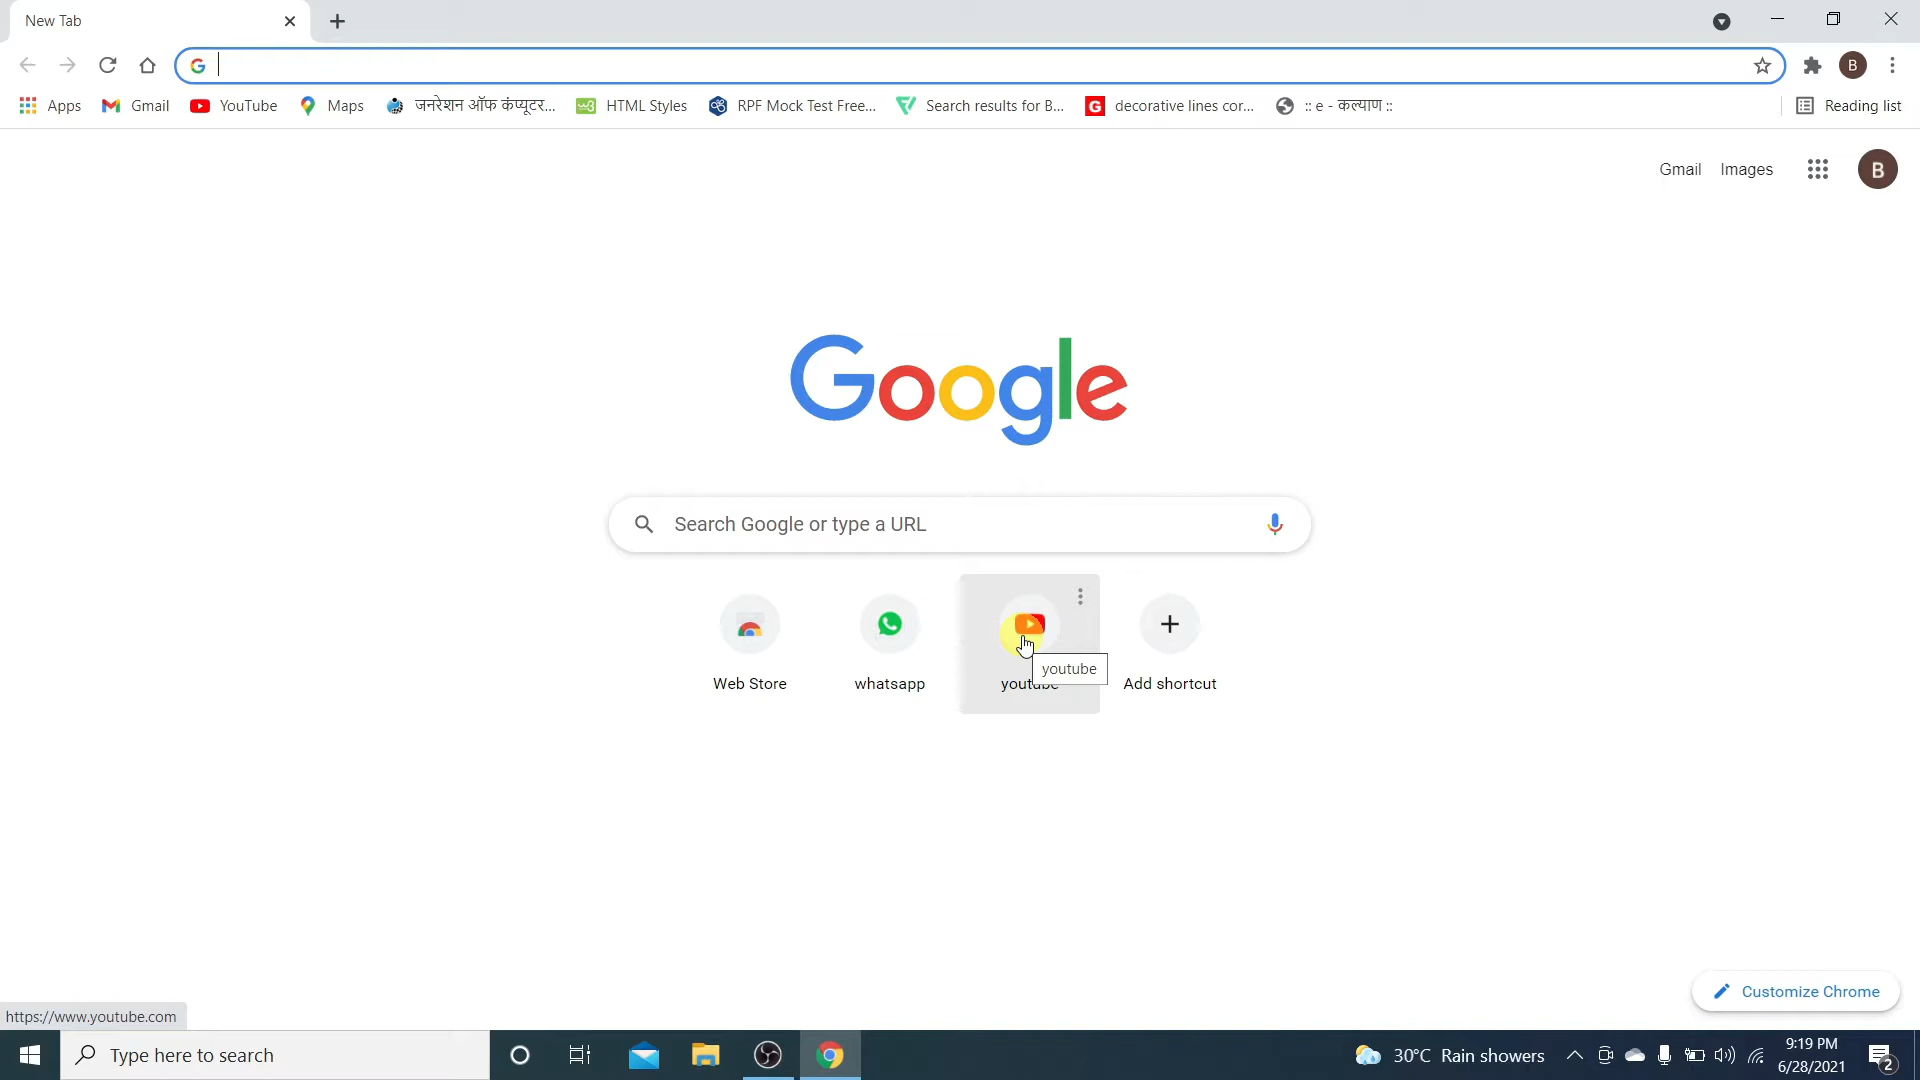 New Tab
Apps Gmail YouTube Maps जनरेशन ऑफ कंप्यूटर... HTML Styles RPF Mock Test Free... Search results for B... decorative lines cor... :: e - कल्याण :: Reading list
Gmail Images B
Google
Search Google or type a URL
youtube
Web Store whatsapp youtube Add shortcut
Customize Chrome
https://www.youtube.com
Type here to search 30°C Rain showers 9:19 PM
6/28/2021 2